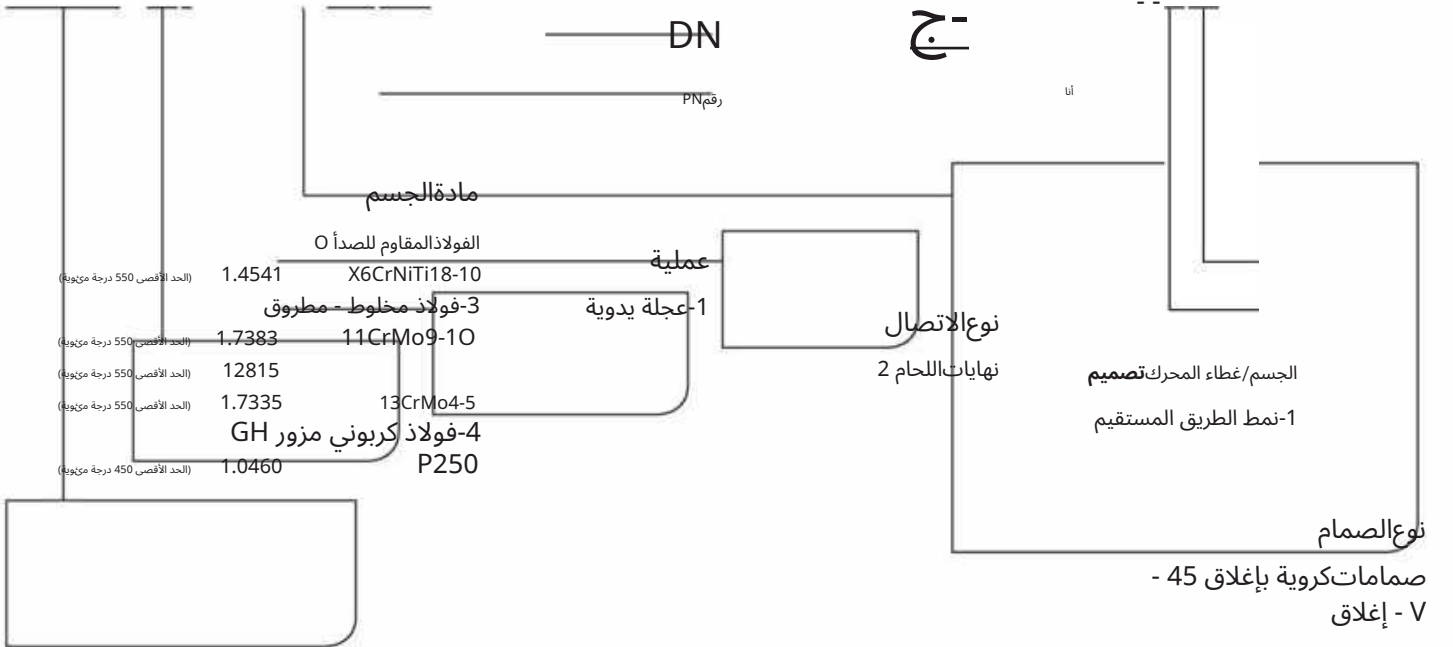 DN
ج-
رقمPN
أنا
مادةالجسم
الفولاذالمقاوم للصدأ O
X6CrNiTi18-10 1.4541 (الحد الأقصى 550 درجة مئوية)
3-فولاذ مخلوط - مطروق
11CrMo9-1O 1.7383 (الحد الأقصى 550 درجة مئوية)
12815 (الحد الأقصى 550 درجة مئوية)
13CrMo4-5 1.7335 (الحد الأقصى 550 درجة مئوية)
4-فولاذ كربوني مزور GH
P250 1.0460 (الحد الأقصى 450 درجة مئوية)
عملية
1-عجلة يدوية
نوعالاتصال
نهاياتاللحام 2
الجسم/غطاء المحركتصميم
1-نمط الطريق المستقيم
نوعالصمام
صماماتكروية بإغلاق 45 -
V - إغلاق